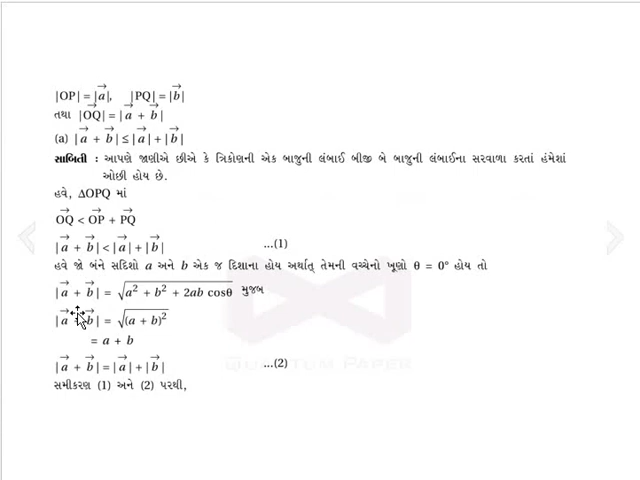 |OP| = |a⃗|, |PQ| = |b⃗|
તથા |OQ⃗| = |a⃗ + b⃗|
(a) |a⃗ + b⃗| ≤ |a⃗| + |b⃗|
સાબિતી : આપણે જાણીએ છીએ કે ત્રિકોણની એક બાજુની લંબાઈ બીજી બે બાજુની લંબાઈના સરવાળા કરતાં હંમેશાં
ઓછી હોય છે.
હવે, ΔOPQ માં
OQ⃗ < OP⃗ + PQ⃗
|a⃗ + b⃗| < |a⃗| + |b⃗| ...(1)
હવે જો બંને સદિશો a અને b એક જ દિશાના હોય અર્થાત્ તેમની વચ્ચેનો ખૂણો θ = 0° હોય તો
|a⃗ + b⃗| = √(a² + b² + 2ab cosθ) મુજબ
|a⃗ + b⃗| = √((a + b)²)
= a + b
|a⃗ + b⃗| = |a⃗| + |b⃗| ...(2)
QUANTUM PAPER
સમીકરણ (1) અને (2) પરથી,